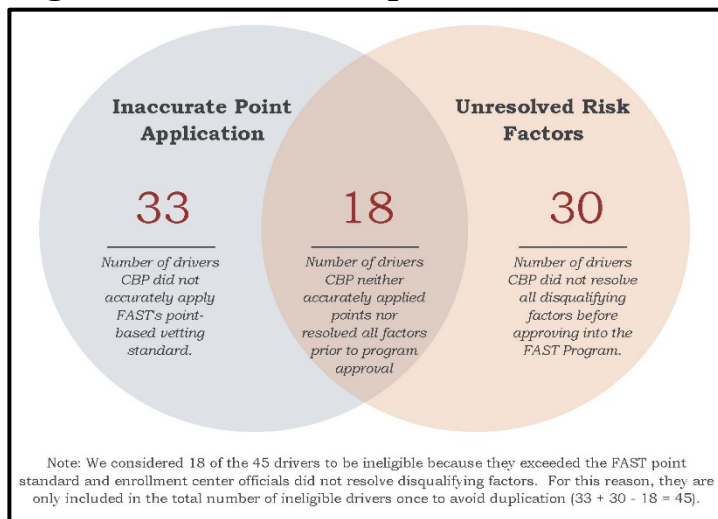 Inaccurate Point
Application
33
Number of drivers
CBP did not
accurately apply
FAST's point-
based vetting
standard.
18
Number of drivers
CBP neither
accurately applied
points nor
resolved all factors
prior to program
approval
Unresolved Risk
Factors
30
Number of drivers
CBP did not resolve
all disqualifying
factors before
approving into the
FAST Program.
Note: We considered 18 of the 45 drivers to be ineligible because they exceeded the FAST point
standard and enrollment center officials did not resolve disqualifying factors.  For this reason, they are
only included in the total number of ineligible drivers once to avoid duplication (33 + 30 - 18 = 45).